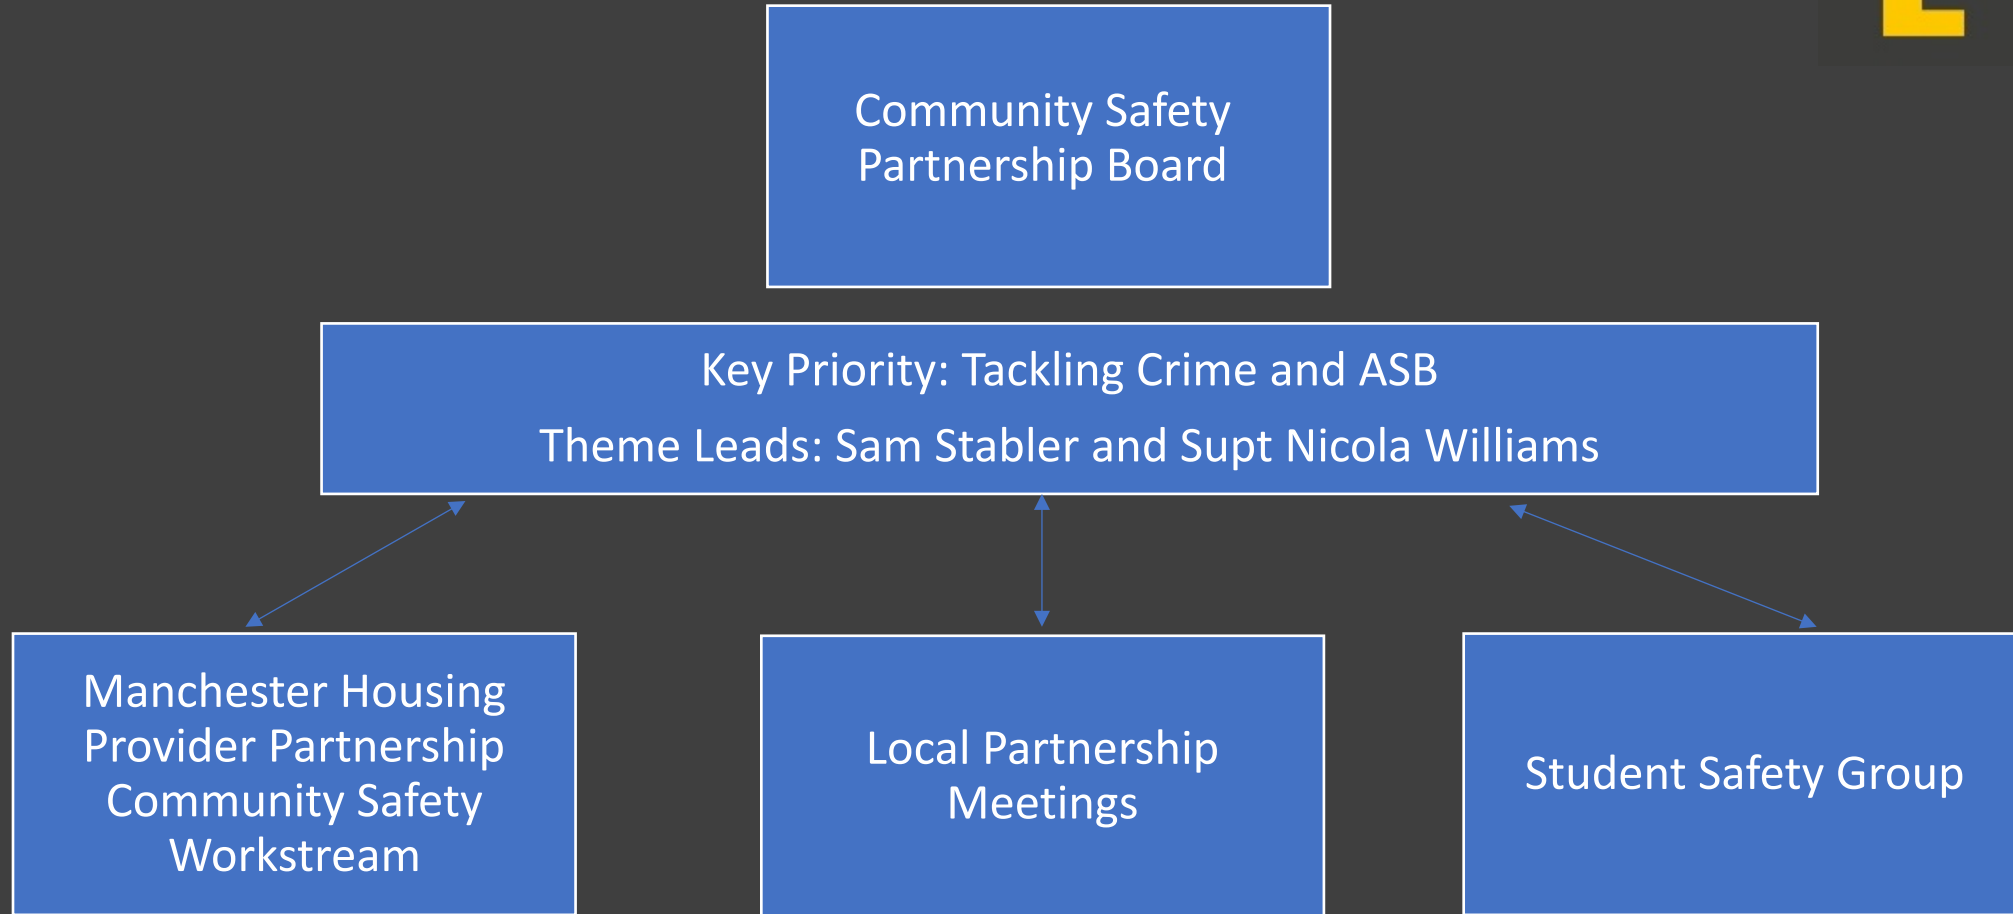 Community Safety
Partnership Board
Key Priority: Tackling Crime and ASB
Theme Leads: Sam Stabler and Supt Nicola Williams
Manchester Housing
Provider Partnership
Community Safety
Workstream
Local Partnership
Meetings
Student Safety Group